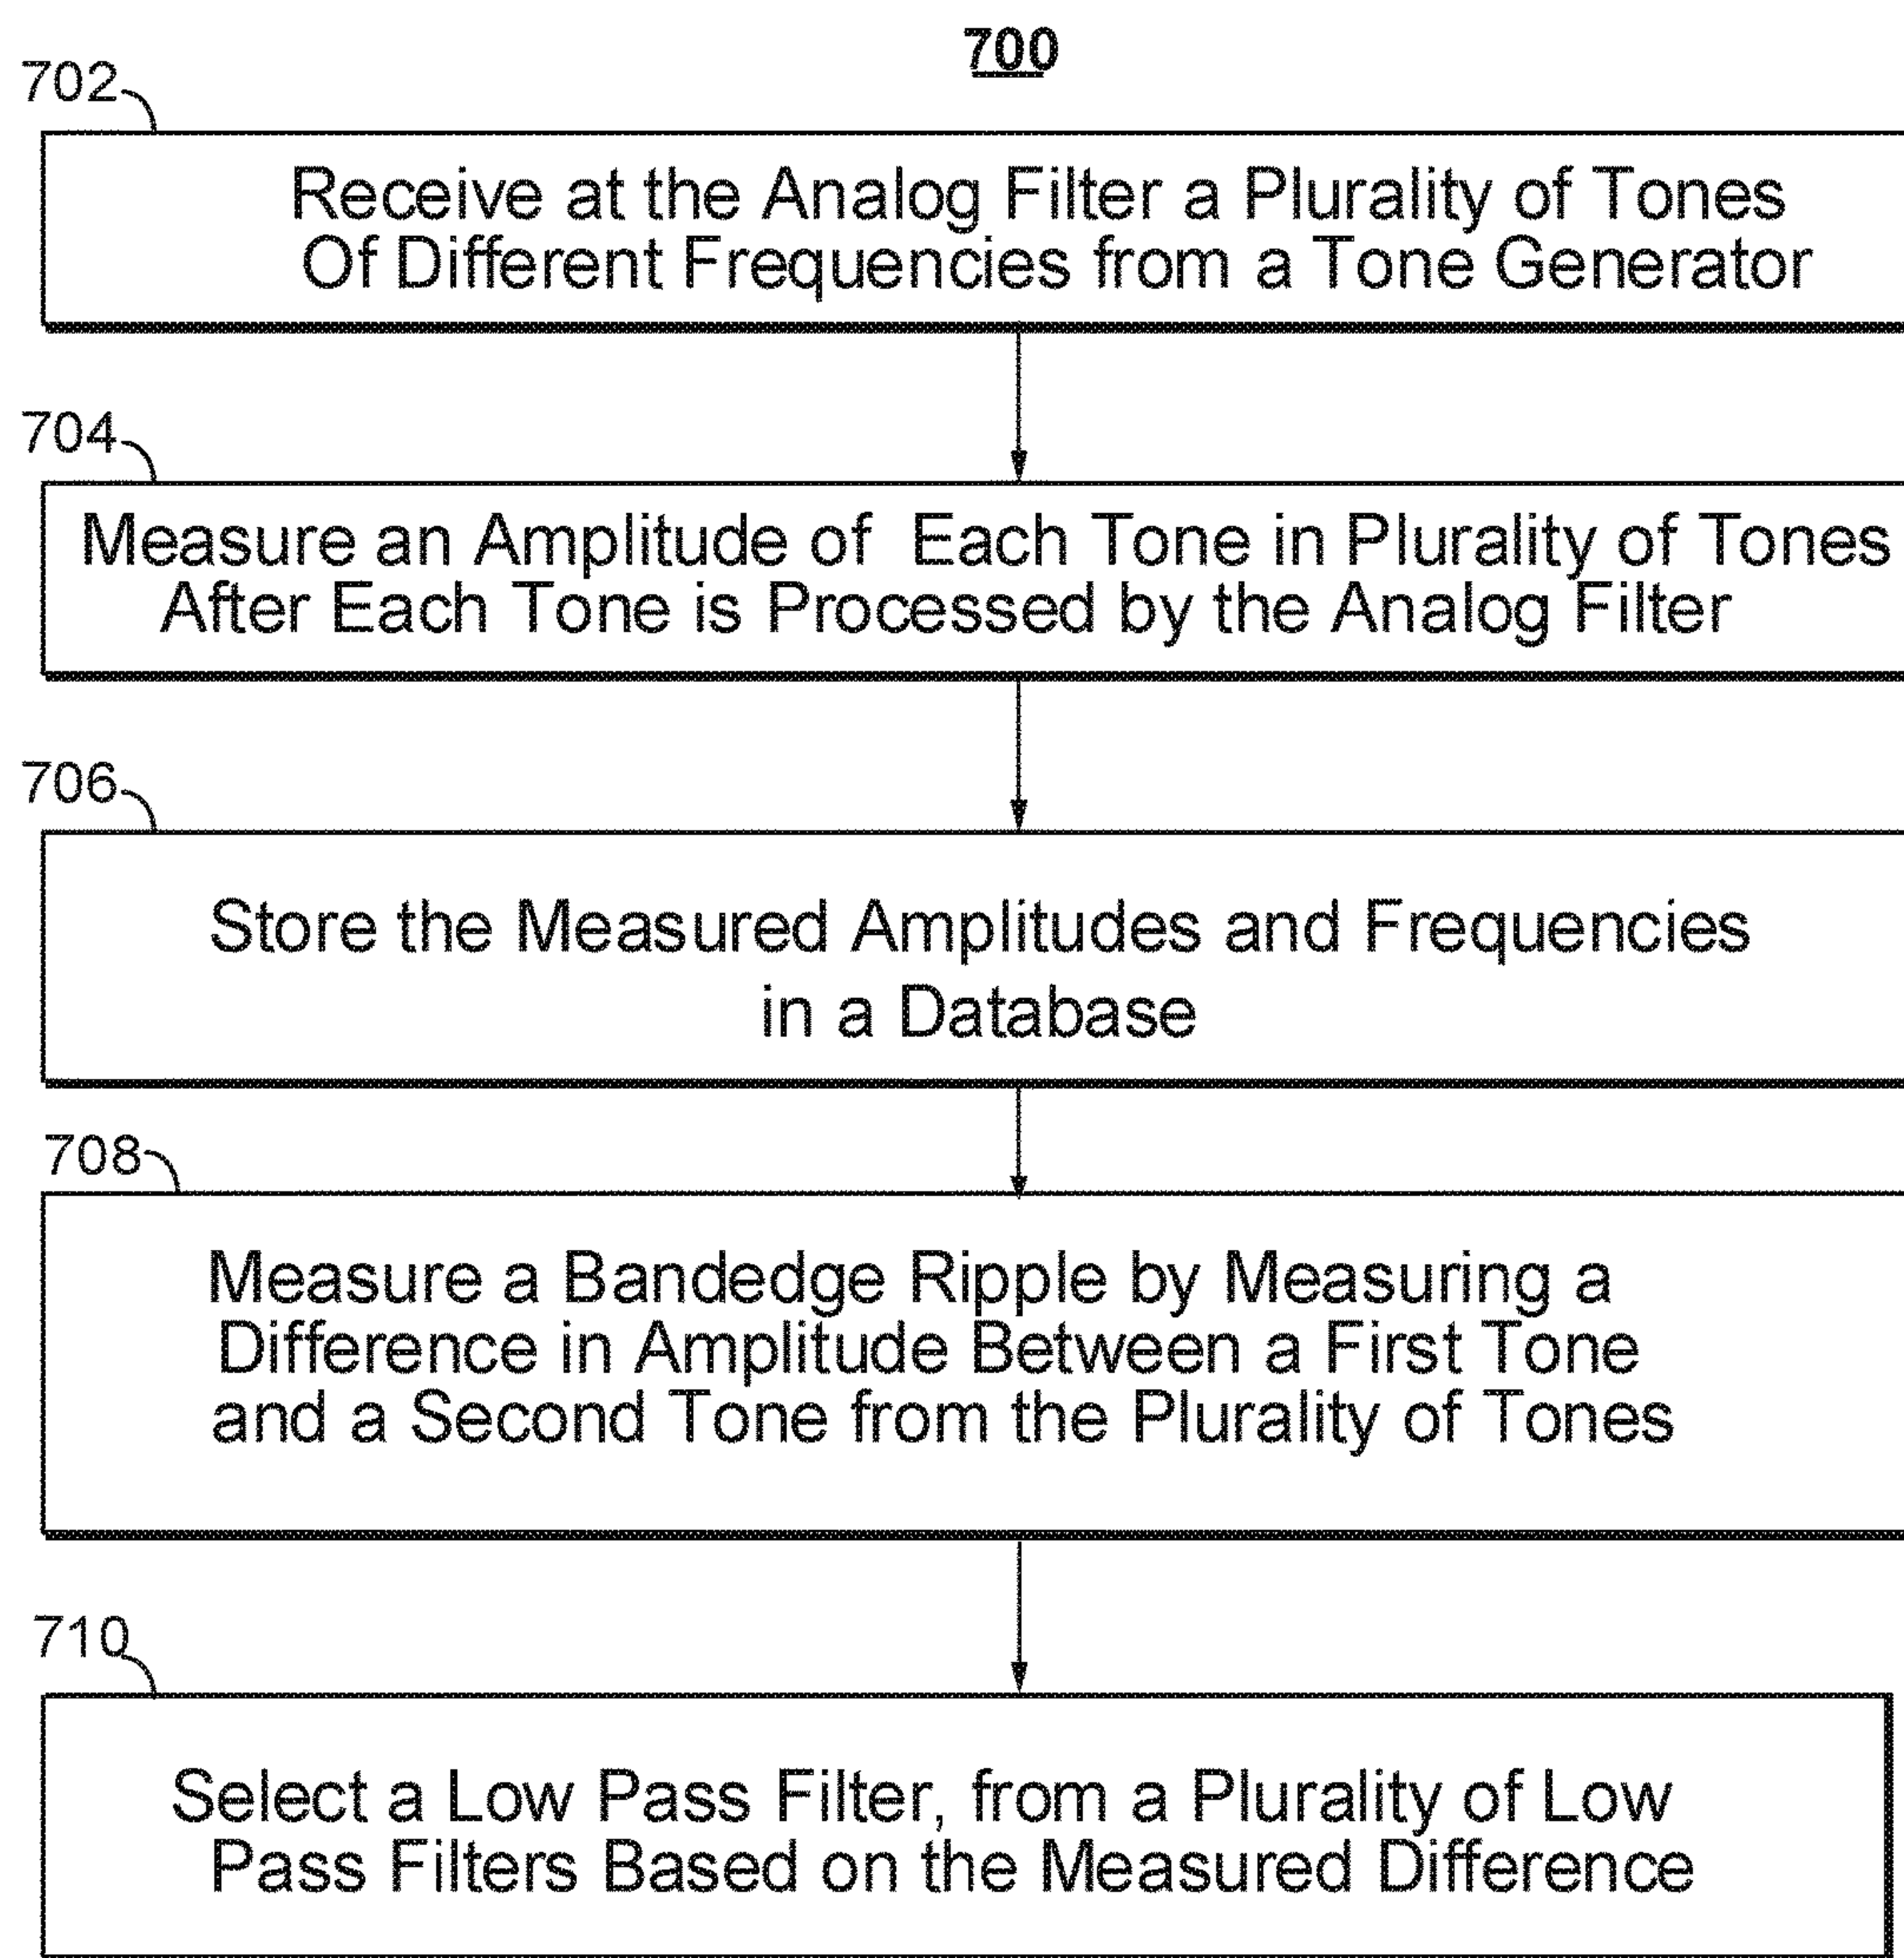 700
702
Receive at the Analog Filter a Plurality of Tones
Of Different Frequencies from a Tone Generator
704
Measure an Amplitude of Each Tone in Plurality of Tones
After Each Tone is Processed by the Analog Filter
706
Store the Measured Amplitudes and Frequencies
in a Database
708
Measure a Bandedge Ripple by Measuring a
Difference in Amplitude Between a First Tone
and a Second Tone from the Plurality of Tones
710
Select a Low Pass Filter, from a Plurality of Low
Pass Filters Based on the Measured Difference